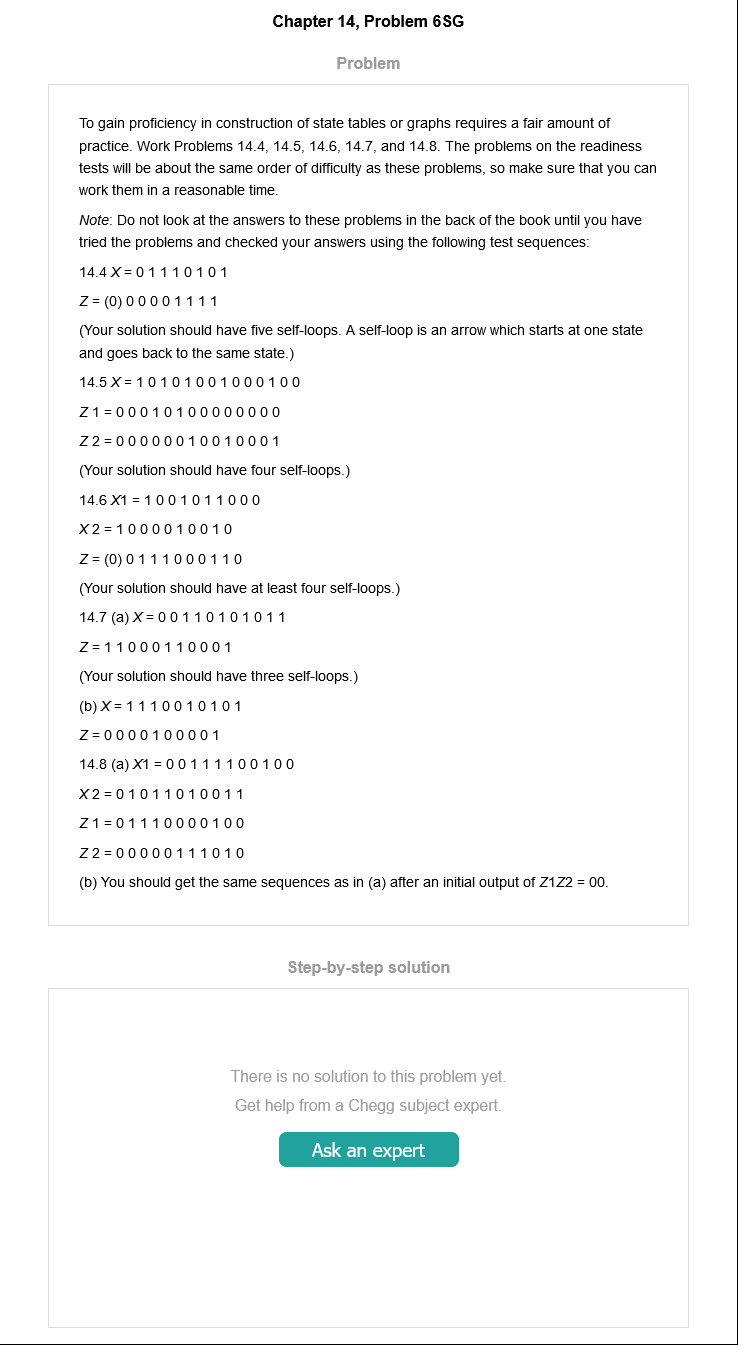 Chapter 14, Problem 6SG
Problem
To gain proficiency in construction of state tables or graphs requires a fair amount of
practice. Work Problems 14.4, 14.5, 14.6, 14.7, and 14.8. The problems on the readiness
tests will be about the same order of difficulty as these problems, so make sure that you can
work them in a reasonable time.
Note: Do not look at the answers to these problems in the back of the book until you have
tried the problems and checked your answers using the following test sequences:
14.4 X = 0 1 1 1 0 1 0 1
Z = (0) 0 0 0 0 1 1 1 1
(Your solution should have five self-loops. A self-loop is an arrow which starts at one state
and goes back to the same state.)
14.5 X = 1 0 1 0 1 0 0 1 0 0 0 1 0 0
Z 1 = 0 0 0 1 0 1 0 0 0 0 0 0 0 0
Z 2 = 0 0 0 0 0 0 1 0 0 1 0 0 0 1
(Your solution should have four self-loops.)
14.6 X1 = 1 0 0 1 0 1 1 0 0 0
X 2 = 1 0 0 0 0 1 0 0 1 0
Z = (0) 0 1 1 1 0 0 0 1 1 0
(Your solution should have at least four self-loops.)
14.7 (a) X = 0 0 1 1 0 1 0 1 0 1 1
Z = 1 1 0 0 0 1 1 0 0 0 1
(Your solution should have three self-loops.)
(b) X = 1 1 1 0 0 1 0 1 0 1
Z = 0 0 0 0 1 0 0 0 0 1
14.8 (a) X1 = 0 0 1 1 1 1 0 0 1 0 0
X 2 = 0 1 0 1 1 0 1 0 0 1 1
Z 1 = 0 1 1 1 0 0 0 0 1 0 0
Z 2 = 0 0 0 0 0 1 1 1 0 1 0
(b) You should get the same sequences as in (a) after an initial output of Z1Z2 = 00.
Step-by-step solution
There is no solution to this problem yet.
Get help from a Chegg subject expert.
Ask an expert